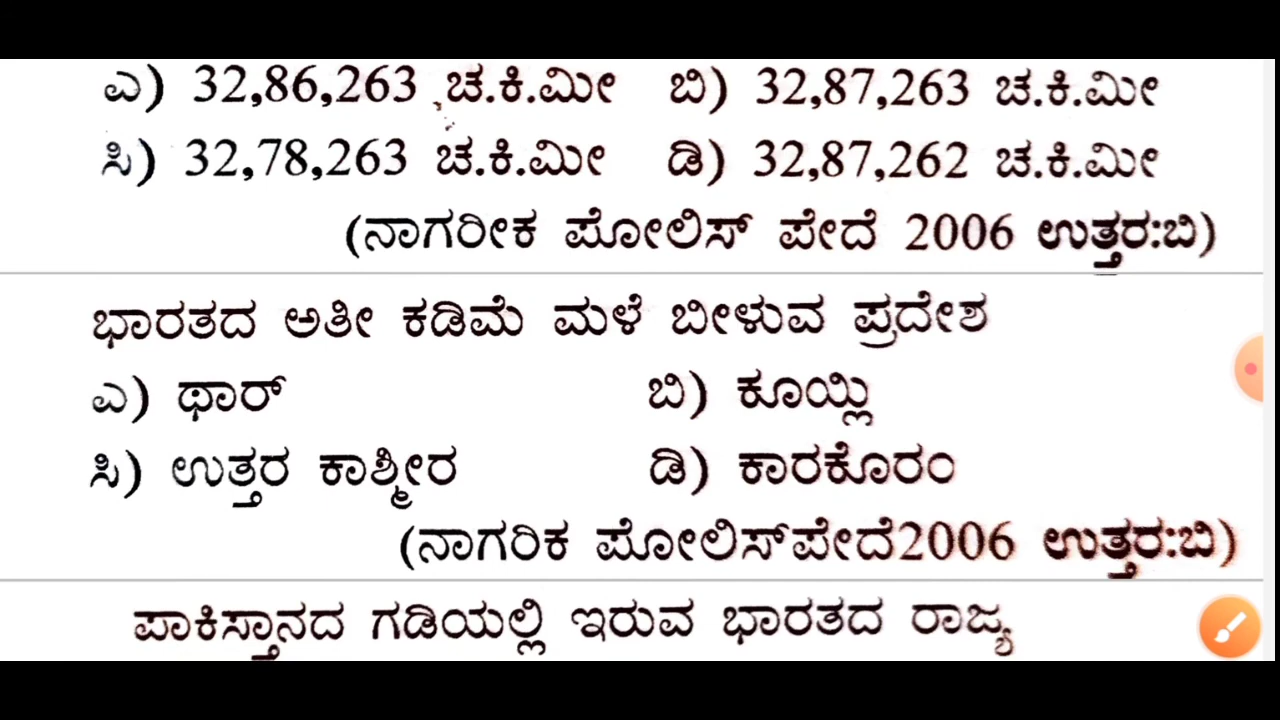 ಎ) 32,86,263 ಚ.ಕಿ.ಮೀ ಬಿ) 32,87,263 ಚ.ಕಿ.ಮೀ
ಸಿ) 32,78,263 ಚ.ಕಿ.ಮೀ ಡಿ) 32,87,262 ಚ.ಕಿ.ಮೀ
(ನಾಗರೀಕ ಪೋಲಿಸ್ ಪೇದೆ 2006 ಉತ್ತರ:ಬಿ)
ಭಾರತದ ಅತೀ ಕಡಿಮೆ ಮಳೆ ಬೀಳುವ ಪ್ರದೇಶ
ಎ) ಥಾರ್ ಬಿ) ಕೂಯ್ಲಿ
ಸಿ) ಉತ್ತರ ಕಾಶ್ಮೀರ ಡಿ) ಕಾರಕೊರಂ
(ನಾಗರಿಕ ಪೋಲಿಸ್‌ಪೇದೆ2006 ಉತ್ತರ:ಬಿ)
ಪಾಕಿಸ್ತಾನದ ಗಡಿಯಲ್ಲಿ ಇರುವ ಭಾರತದ ರಾಜ್ಯ